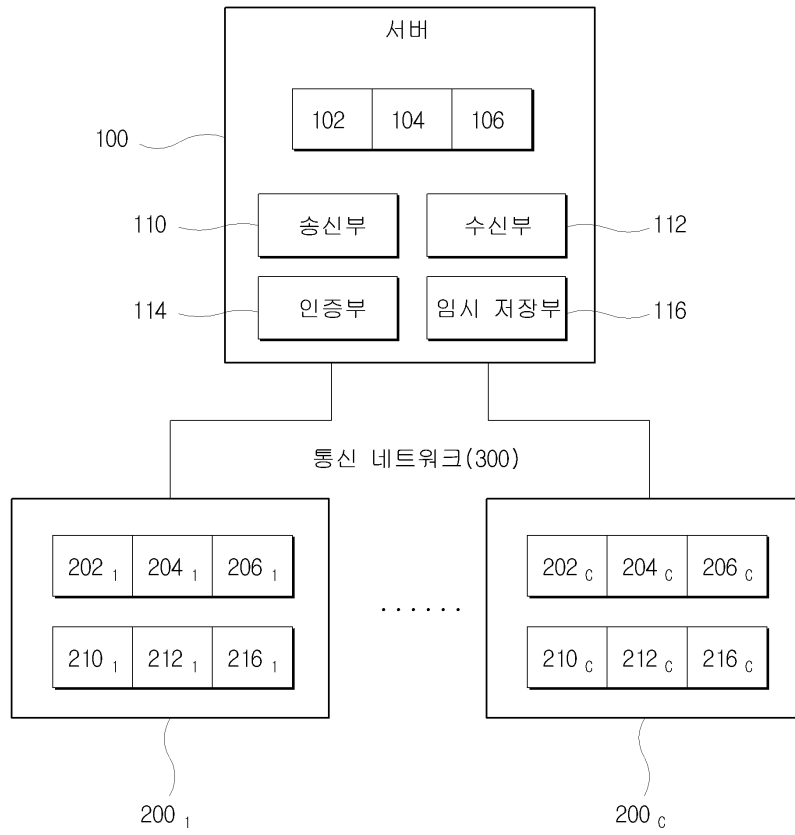 서버
102 104 106
100
110 송신부 수신부 112
114 인증부 임시 저장부 116
통신 네트워크(300)
202 1 204 1 206 1 202 C 204 C 206 C
......
210 1 212 1 216 1 210 C 212 C 216 C
200 1 200 C